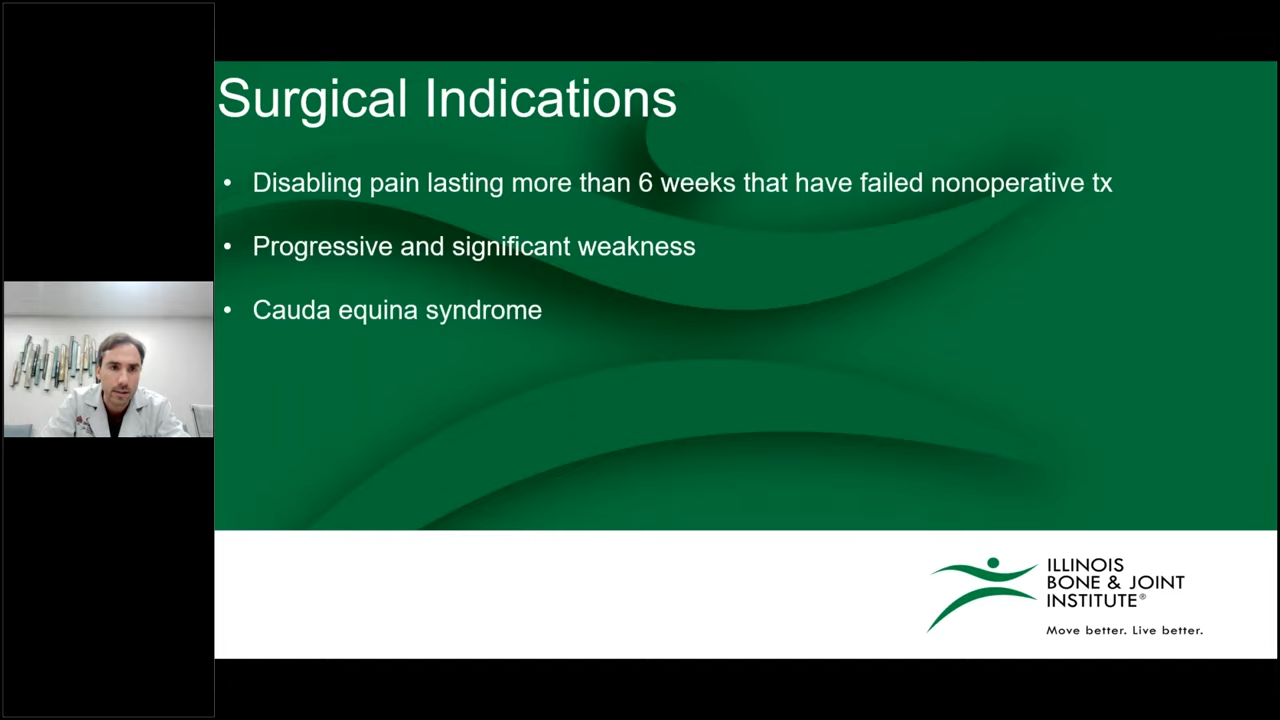 Surgical Indications
• Disabling pain lasting more than 6 weeks that have failed nonoperative tx
• Progressive and significant weakness
• Cauda equina syndrome
ILLINOIS
BONE & JOINT
INSTITUTE®
Move better. Live better.